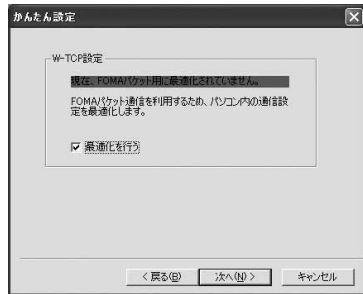 かんたん設定
W-TCP設定
現在、FOMAパケット用に最適化されていません。
FOMAパケット通信を利用するため、パソコン内の通信設
定を最適化します。
最適化を行う
< 戻る(B)
次へ(N) >
キャンセル